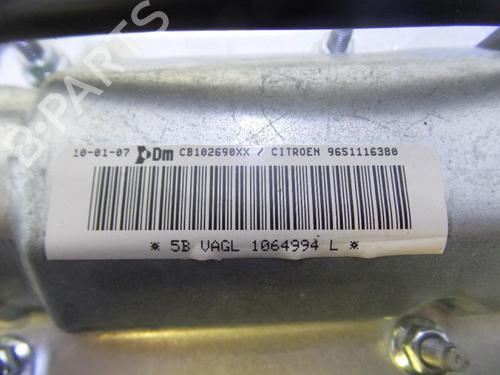 B-PARTS
10-01-07 Dm CB102690XX / CITROEN 9651116380
* 5B VAGL 1064994 L *